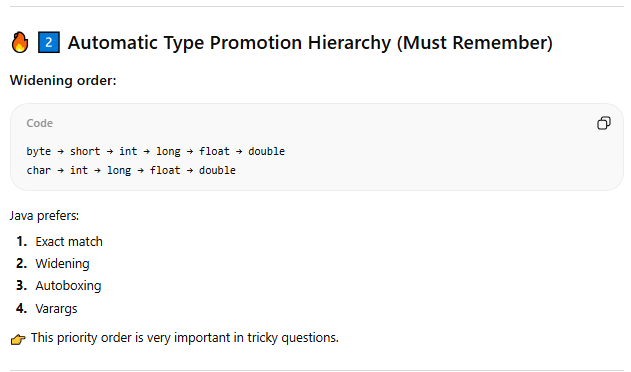 🔥 2️⃣ Automatic Type Promotion Hierarchy (Must Remember)
Widening order:
Code
byte → short → int → long → float → double
char → int → long → float → double
Java prefers:
1. Exact match
2. Widening
3. Autoboxing
4. Varargs
👉 This priority order is very important in tricky questions.